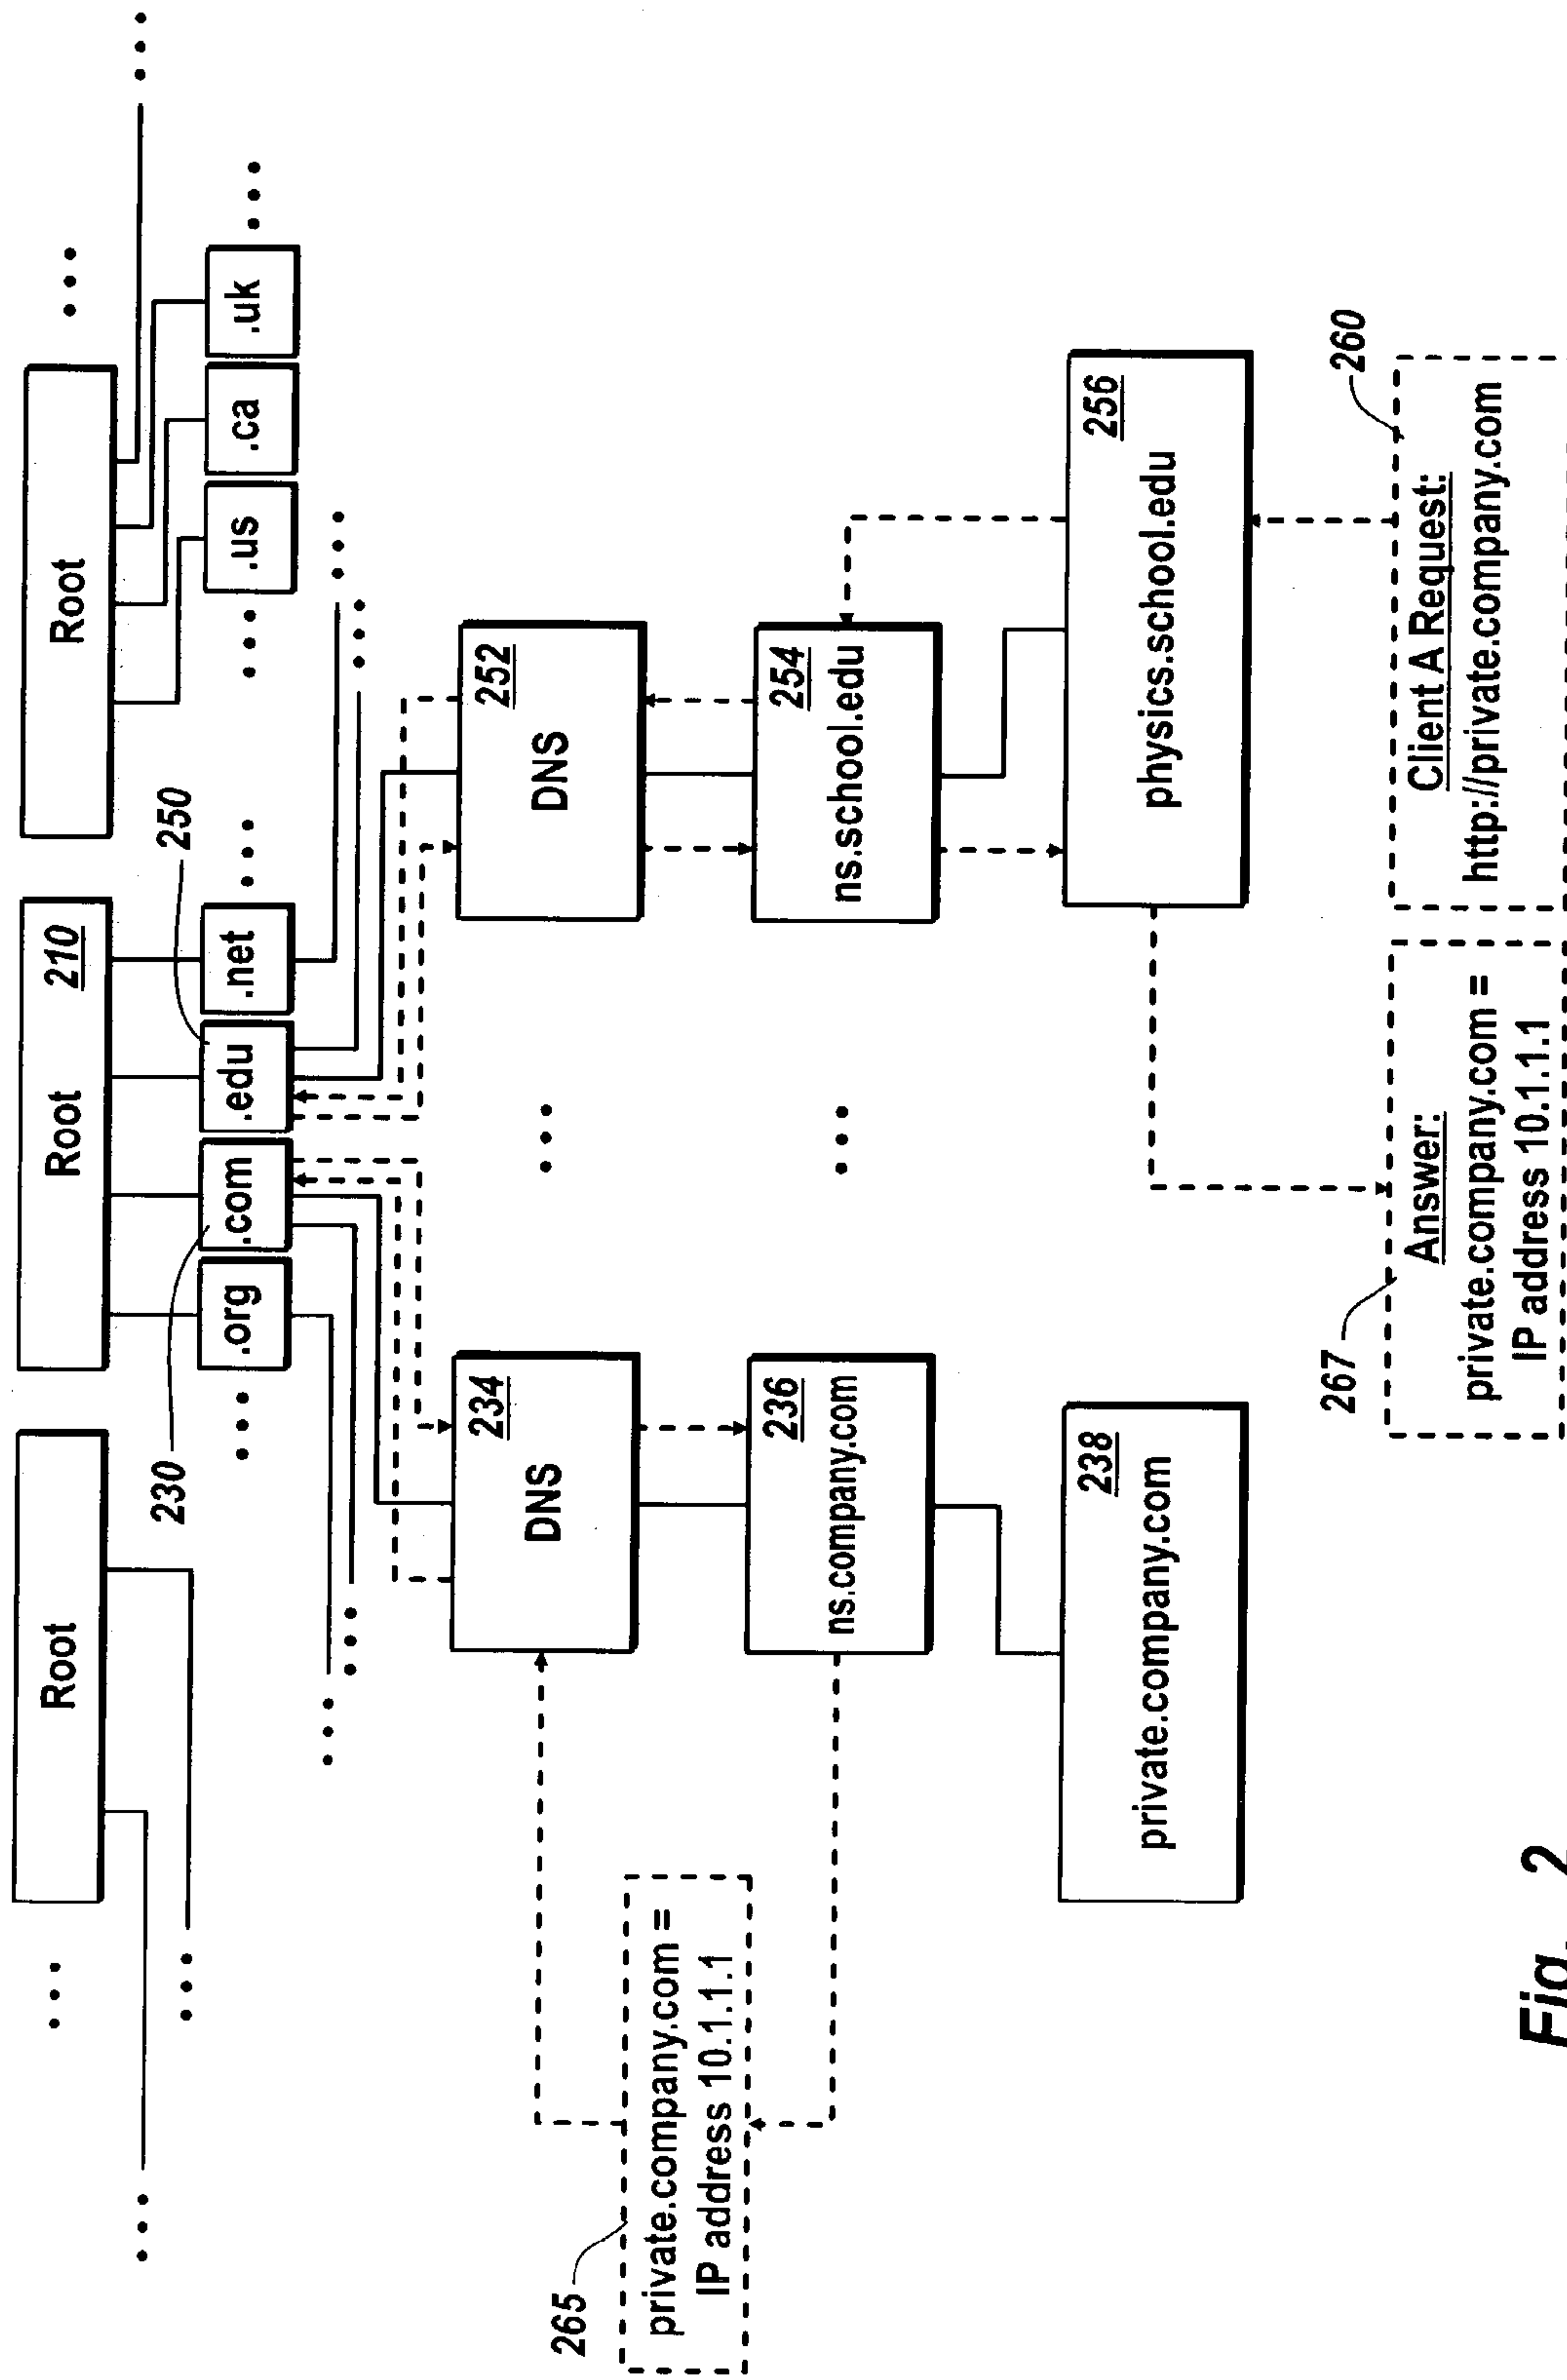 Root
Root 210
Root
.org
.com
.edu
.net
.us
.ca
.uk
230
250
DNS 234
DNS 252
265
private.company.com =
IP address 10.1.1.1
ns.company.com 236
ns.school.edu 254
private.company.com 238
physics.school.edu 256
267
Answer:
private.company.com =
IP address 10.1.1.1
260
Client A Request:
http://private.company.com
Fig. 2